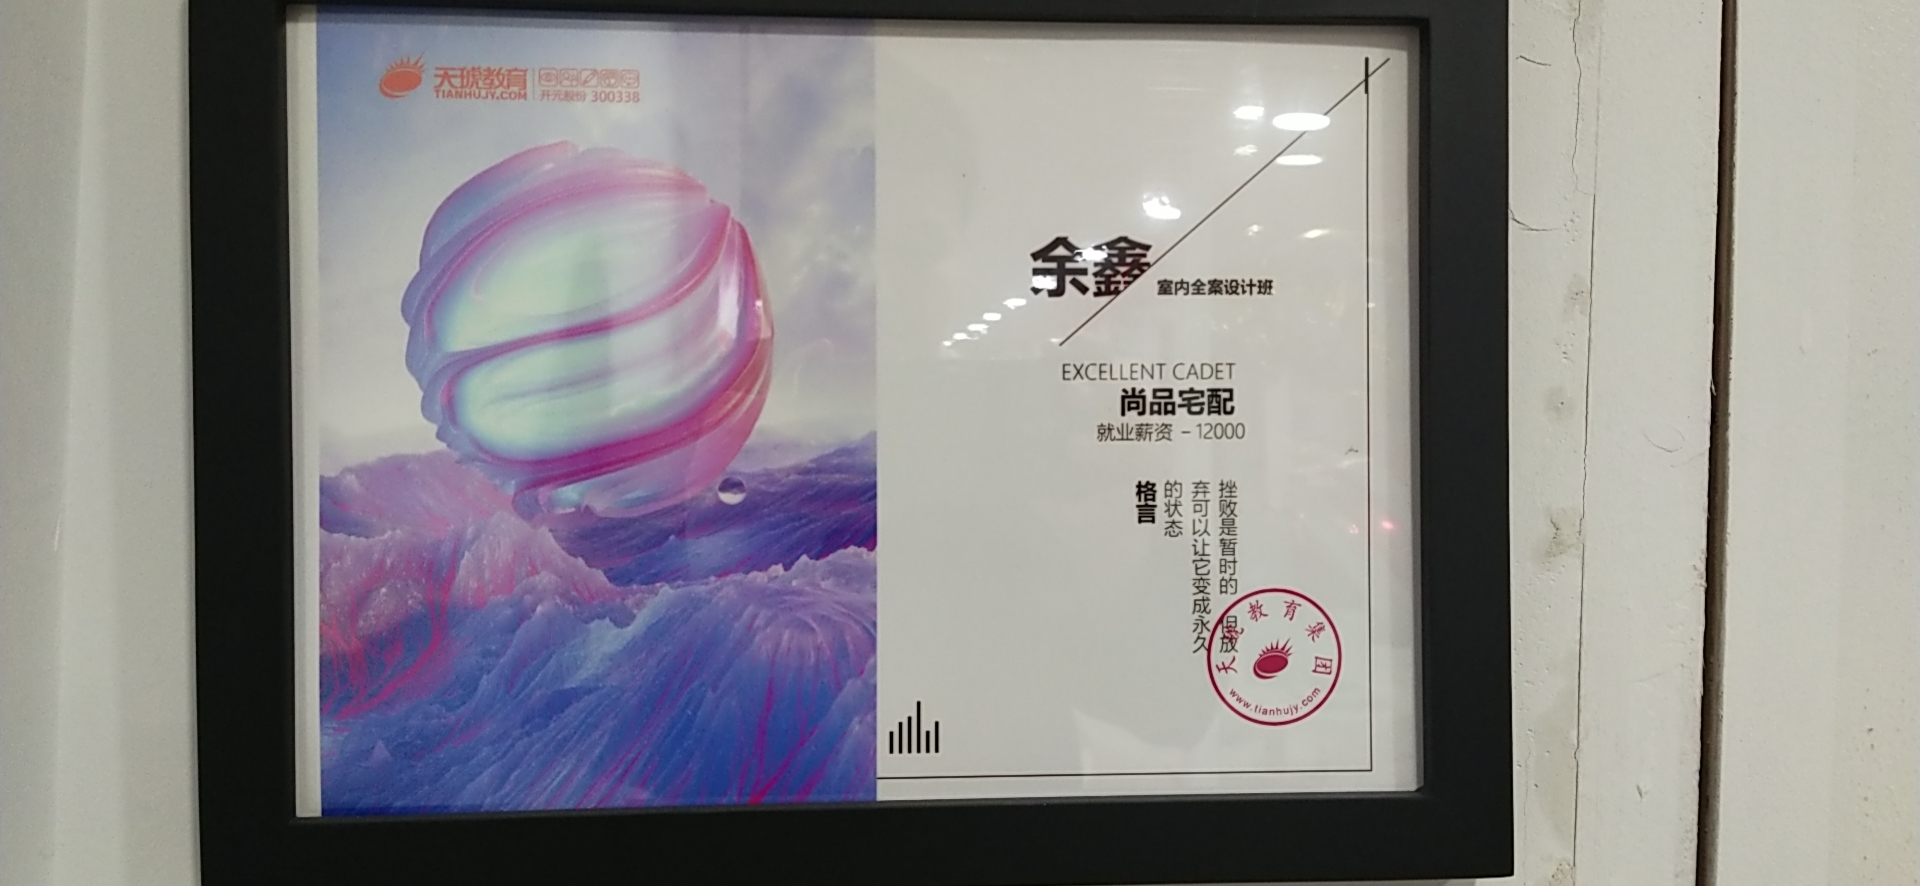 天琥教育
TIANHUJY.COM
开元股份 300338
余鑫
室内全案设计班
EXCELLENT CADET
尚品宅配
就业薪资 - 12000
挫败是暂时的 但放
弃可以让它变成永久
的状态
格言
天琥教育集团
www.tianhujy.com